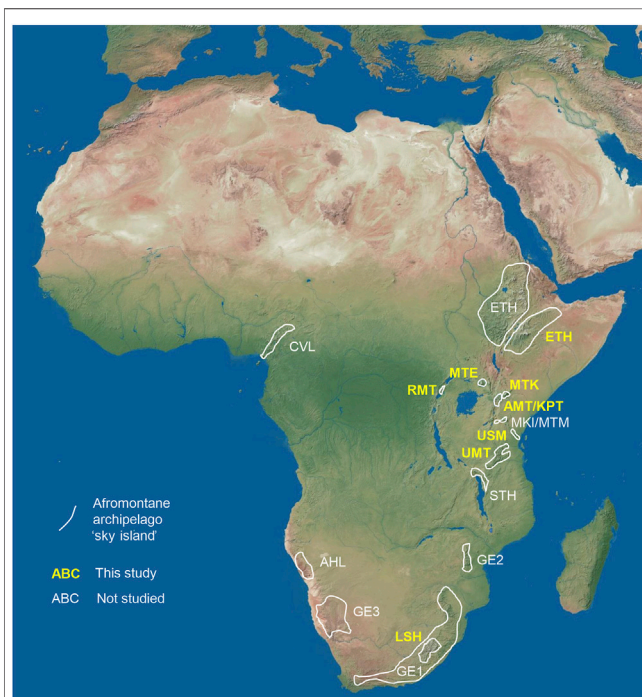 ETH
ETH
CVL
MTE
RMT
MTK
AMT/KPT
MKI/MTM
USM
UMT
STH
Afromontane
archipelago
'sky island'
AHL
GE2
ABC This study
ABC Not studied
GE3
LSH
GE1